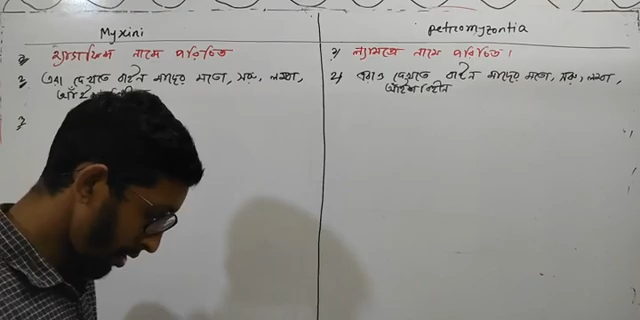 Myxini
petromyzontia
১) হ্যাগফিস নামে পরিচিত
১) ল্যামপ্রে নামে পরিচিত।
২) এরা দেখতে বাইন মাছের মতো, সরু, লম্বা,
আঁইশ
২) এরাও দেখতে বাইন মাছের মতো, সরু, লম্বা,
আঁইশবিহীন
৩)